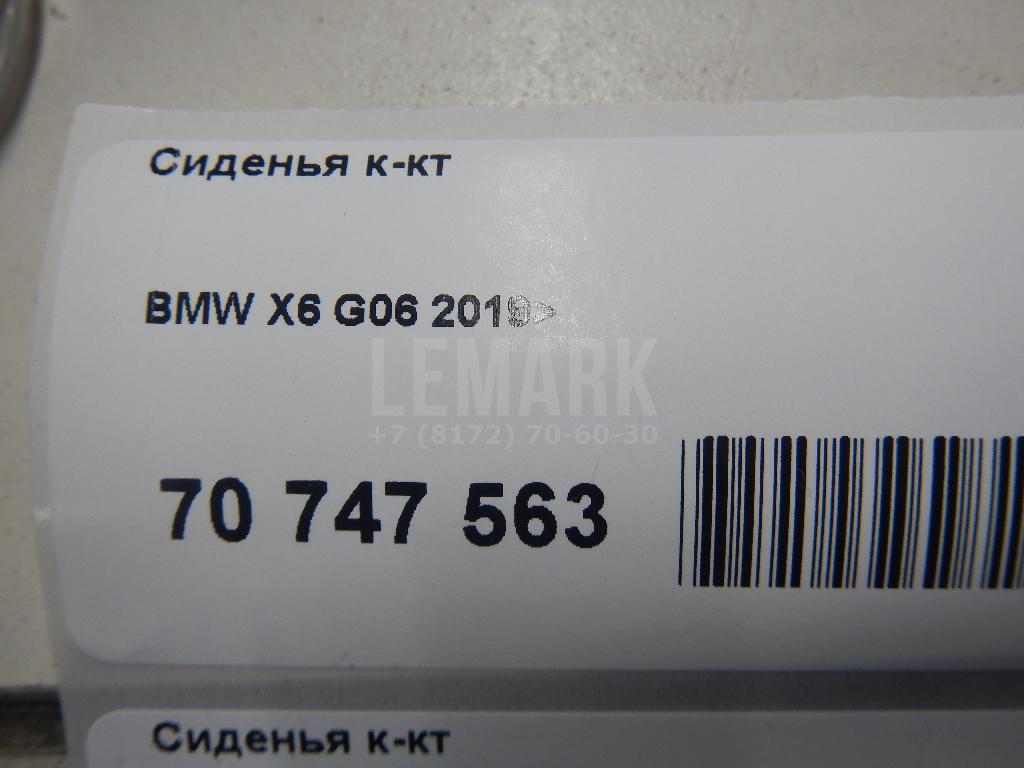 Сиденья к-кт
BMW X6 G06 2019>
LEMARK
+7 (8172) 70-60-30
70 747 563
Сиденья к-кт